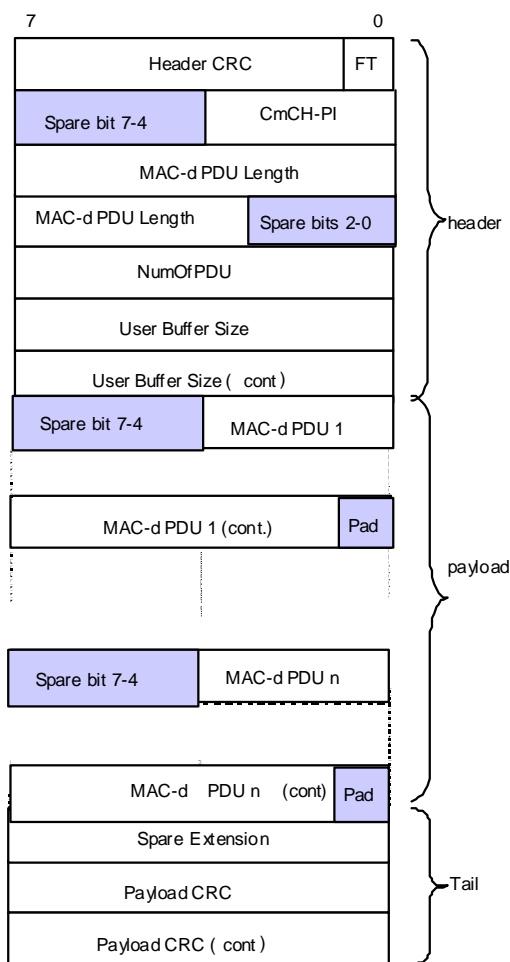 7 0
Header CRC FT
Spare bit 7-4 CmCH-PI
MAC-d PDU Length
MAC-d PDU Length Spare bits 2-0
header
NumOfPDU
User Buffer Size
User Buffer Size ( cont)
Spare bit 7-4 MAC-d PDU 1
MAC-d PDU 1 (cont.) Pad
payload
Spare bit 7-4 MAC-d PDU n
MAC-d PDU n (cont) Pad
Spare Extension
Payload CRC
Tail
Payload CRC ( cont)